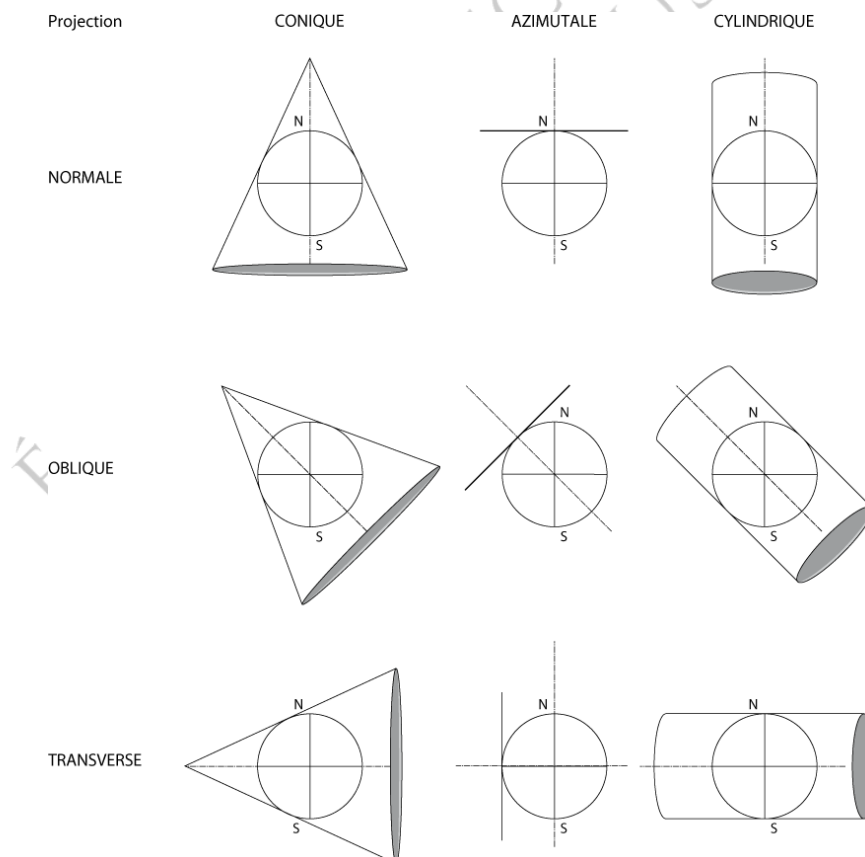 Projection CONIQUE AZIMUTALE CYLINDRIQUE
N N N
NORMALE
S S S
N N
OBLIQUE
S S S
N N N
TRANSVERSE
S S S